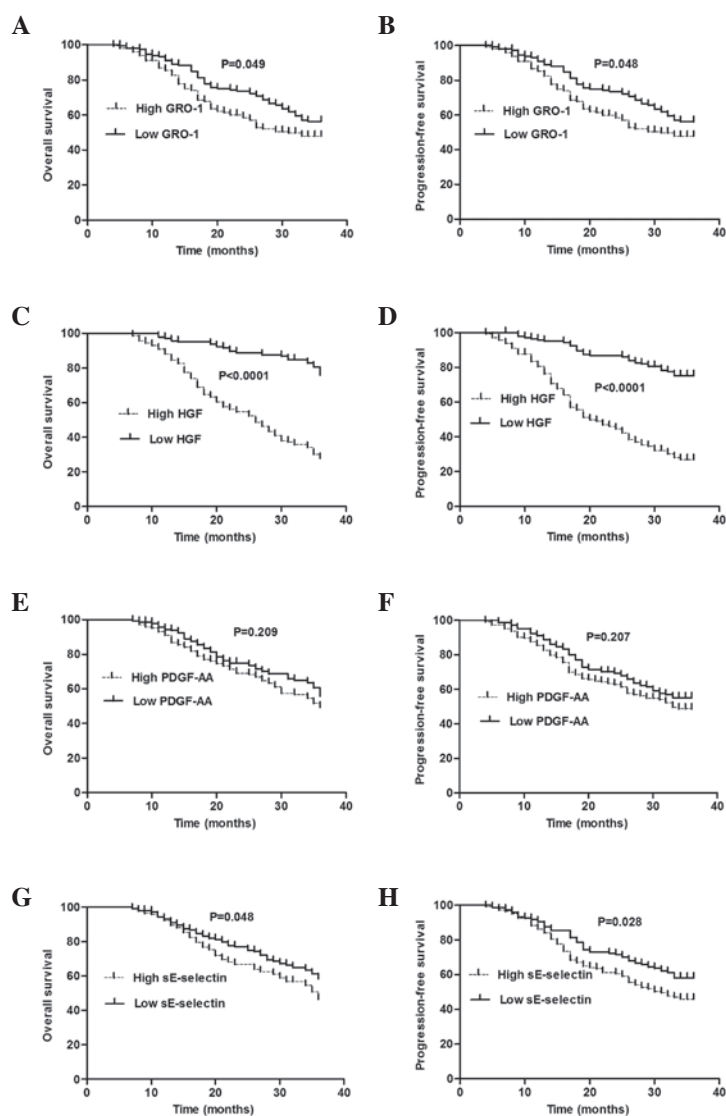 A
Overall survival
100
80
60
40
20
0
P=0.049
High GRO-1
Low GRO-1
0 10 20 30 40
Time (months)
B
Progression-free survival
100
80
60
40
20
0
P=0.048
High GRO-1
Low GRO-1
0 10 20 30 40
Time (months)
C
Overall survival
100
80
60
40
20
0
P<0.0001
High HGF
Low HGF
0 10 20 30 40
Time (months)
D
Progression-free survival
100
80
60
40
20
0
P<0.0001
High HGF
Low HGF
0 10 20 30 40
Time (months)
E
Overall survival
100
80
60
40
20
0
P=0.209
High PDGF-AA
Low PDGF-AA
0 10 20 30 40
Time (months)
F
Progression-free survival
100
80
60
40
20
0
P=0.207
High PDGF-AA
Low PDGF-AA
0 10 20 30 40
Time (months)
G
Overall survival
100
80
60
40
20
0
P=0.048
High sE-selectin
Low sE-selectin
0 10 20 30 40
Time (months)
H
Progression-free survival
100
80
60
40
20
0
P=0.028
High sE-selectin
Low sE-selectin
0 10 20 30 40
Time (months)